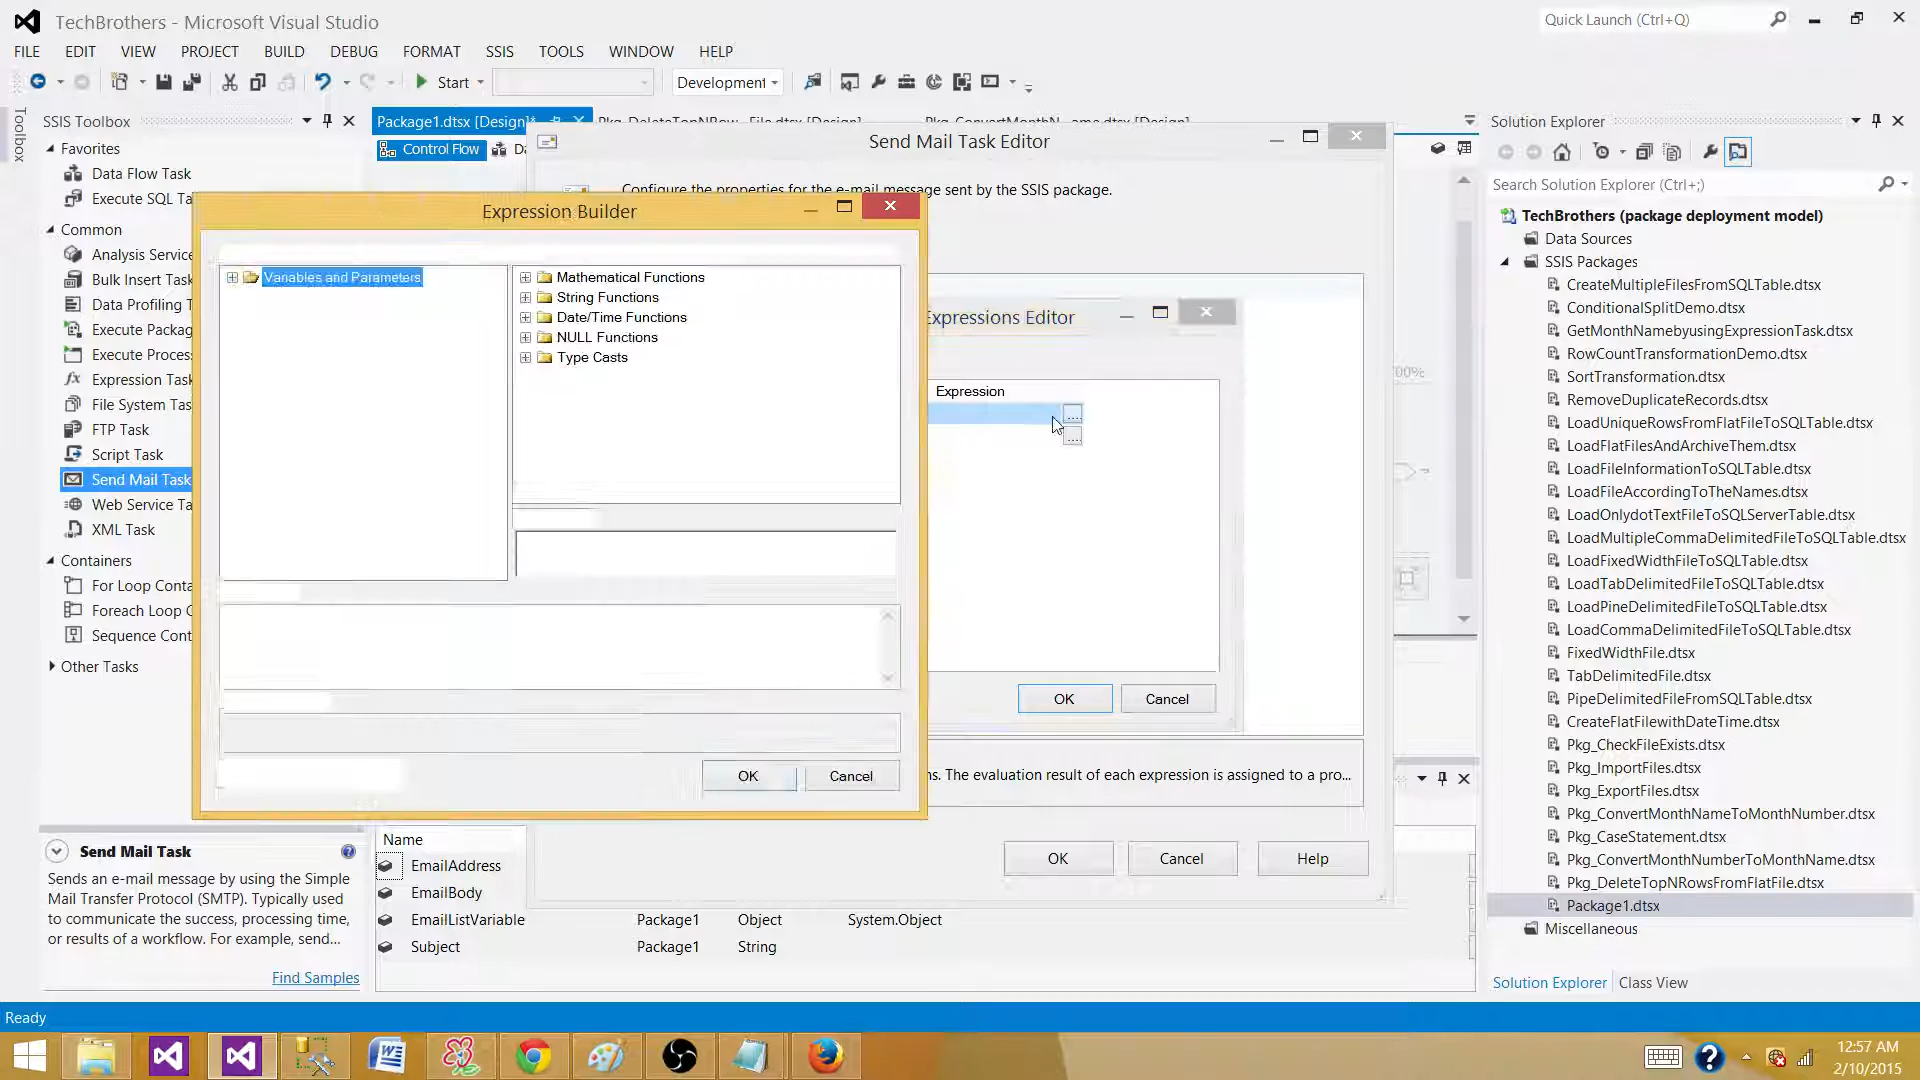 TechBrothers - Microsoft Visual Studio
Quick Launch (Ctrl+Q)
FILE EDIT VIEW PROJECT BUILD DEBUG FORMAT SSIS TOOLS WINDOW HELP
Start
Development
Toolbox
SSIS Toolbox
Favorites
Data Flow Task
Execute SQL Ta
Common
Analysis Service
Bulk Insert Task
Data Profiling T
Execute Packag
Execute Process
Expression Task
File System Tas
FTP Task
Script Task
Send Mail Task
Web Service Ta
XML Task
Containers
For Loop Conta
Foreach Loop C
Sequence Cont
Other Tasks
Send Mail Task
Sends an e-mail message by using the Simple
Mail Transfer Protocol (SMTP). Typically used
to communicate the success, processing time,
or results of a workflow. For example, send...
Find Samples
Package1.dtsx [Design]*
Control Flow
Da
Send Mail Task Editor
Configure the properties for the e-mail message sent by the SSIS package.
Expression Builder
Variables and Parameters
Mathematical Functions
String Functions
Date/Time Functions
NULL Functions
Type Casts
OK Cancel
Expressions Editor
Expression
...
...
OK Cancel
ns. The evaluation result of each expression is assigned to a pro...
OK Cancel Help
Name
EmailAddress
EmailBody
EmailListVariable Package1 Object System.Object
Subject Package1 String
Solution Explorer
Search Solution Explorer (Ctrl+;)
TechBrothers (package deployment model)
Data Sources
SSIS Packages
CreateMultipleFilesFromSQLTable.dtsx
ConditionalSplitDemo.dtsx
GetMonthNamebyusingExpressionTask.dtsx
RowCountTransformationDemo.dtsx
SortTransformation.dtsx
RemoveDuplicateRecords.dtsx
LoadUniqueRowsFromFlatFileToSQLTable.dtsx
LoadFlatFilesAndArchiveThem.dtsx
LoadFileInformationToSQLTable.dtsx
LoadFileAccordingToTheNames.dtsx
LoadOnlydotTextFileToSQLServerTable.dtsx
LoadMultipleCommaDelimitedFileToSQLTable.dtsx
LoadFixedWidthFileToSQLTable.dtsx
LoadTabDelimitedFileToSQLTable.dtsx
LoadPineDelimitedFileToSQLTable.dtsx
LoadCommaDelimitedFileToSQLTable.dtsx
FixedWidthFile.dtsx
TabDelimitedFile.dtsx
PipeDelimitedFileFromSQLTable.dtsx
CreateFlatFilewithDateTime.dtsx
Pkg_CheckFileExists.dtsx
Pkg_ImportFiles.dtsx
Pkg_ExportFiles.dtsx
Pkg_ConvertMonthNameToMonthNumber.dtsx
Pkg_CaseStatement.dtsx
Pkg_ConvertMonthNumberToMonthName.dtsx
Pkg_DeleteTopNRowsFromFlatFile.dtsx
Package1.dtsx
Miscellaneous
Solution Explorer Class View
Ready
12:57 AM
2/10/2015